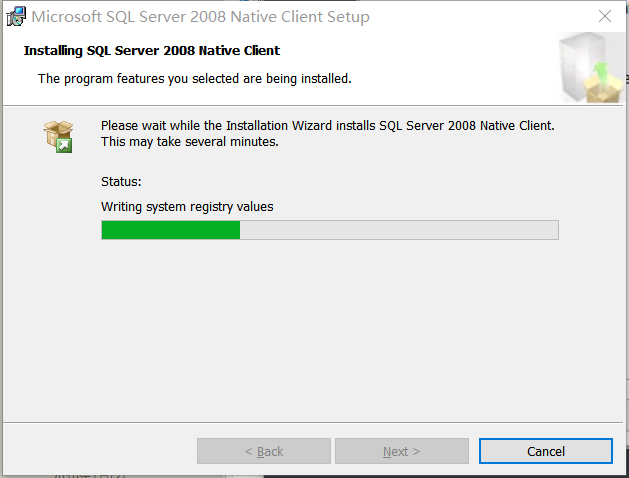 Microsoft SQL Server 2008 Native Client Setup
Installing SQL Server 2008 Native Client
The program features you selected are being installed.
Please wait while the Installation Wizard installs SQL Server 2008 Native Client.
This may take several minutes.
Status:
Writing system registry values
< Back
Next >
Cancel